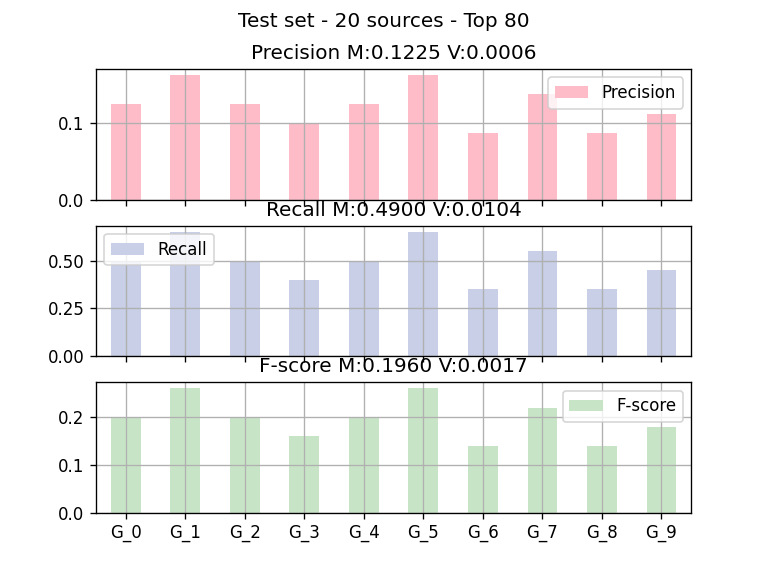 Test set - 20 sources - Top 80
Precision M:0.1225 V:0.0006
Precision
0.1
0.0
Recall M:0.4900 V:0.0104
Recall
0.50
0.25
0.00
F-score M:0.1960 V:0.0017
F-score
0.2
0.1
0.0
G_0 G_1 G_2 G_3 G_4 G_5 G_6 G_7 G_8 G_9